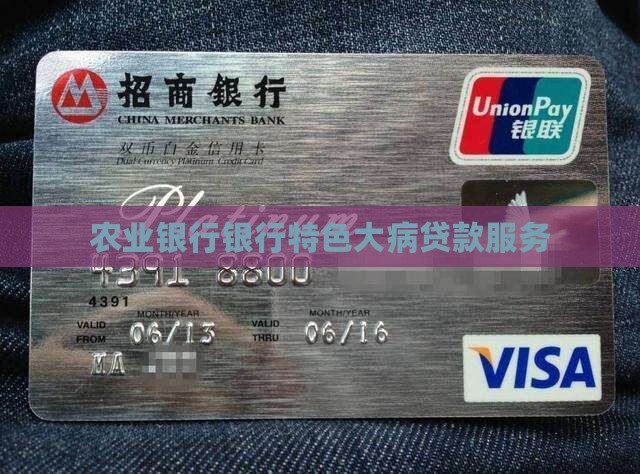 招商银行
CHINA MERCHANTS BANK
双币白金信用卡
Dual Currency Platinum Credit Card
UnionPay
银联
Platinum
农业银行银行特色大病贷款服务
4391 8800
4391
MONTH/YEAR MONTH/YEAR
VALID FROM 06/13 VALID THRU 06/16
MA
VISA